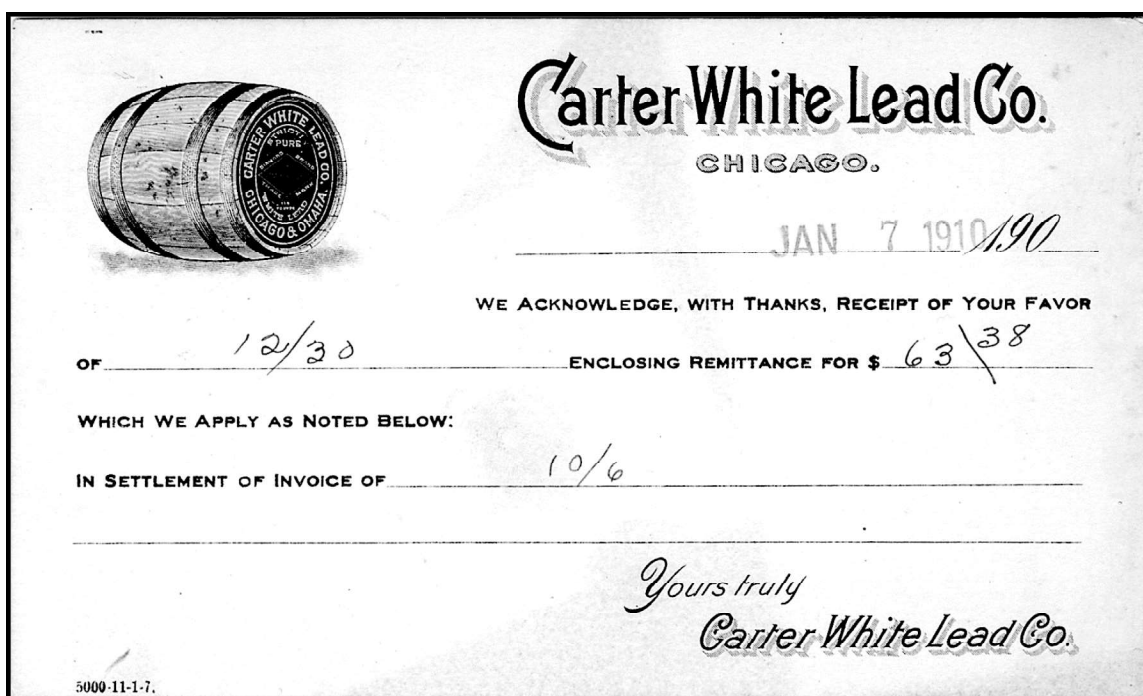 Carter White Lead Co.
CHICAGO.
CARTER WHITE LEAD CO.
STRICTLY
PURE
WHITE LEAD
CHICAGO & OMAHA.
JAN 7 1910 190
WE ACKNOWLEDGE, WITH THANKS, RECEIPT OF YOUR FAVOR
OF 12/30 ENCLOSING REMITTANCE FOR $ 63\38
WHICH WE APPLY AS NOTED BELOW:
IN SETTLEMENT OF INVOICE OF 10/6
Yours truly
Carter White Lead Co.
5000-11-1-7.